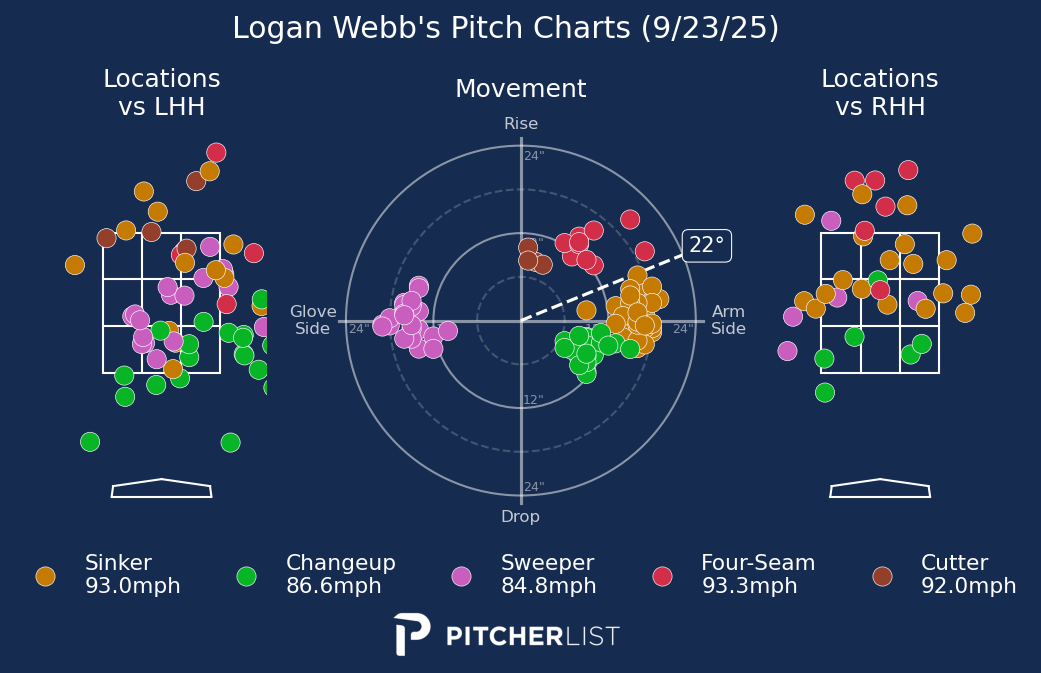 Logan Webb's Pitch Charts (9/23/25)
Locations
vs LHH
Movement
Locations
vs RHH
Rise
24"
22°
Glove
Side
24"
24"
Arm
Side
12"
24"
Drop
Sinker
93.0mph
Changeup
86.6mph
Sweeper
84.8mph
Four-Seam
93.3mph
Cutter
92.0mph
PITCHERLIST